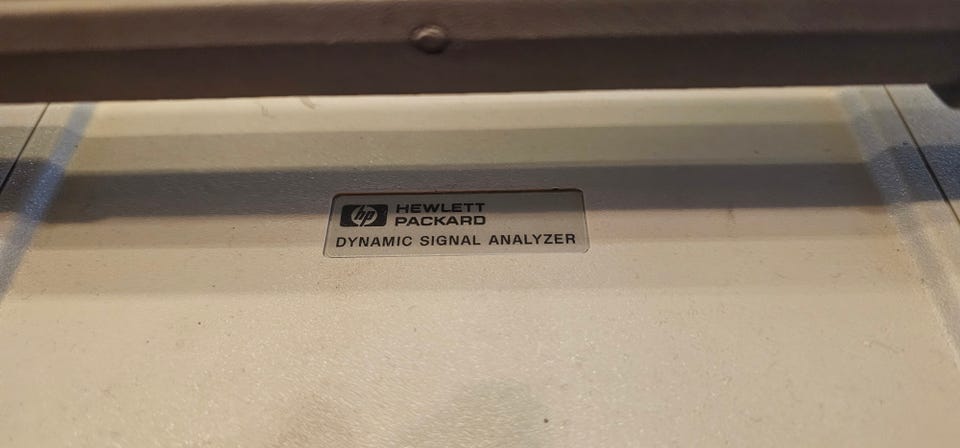 hp HEWLETT
PACKARD
DYNAMIC SIGNAL ANALYZER